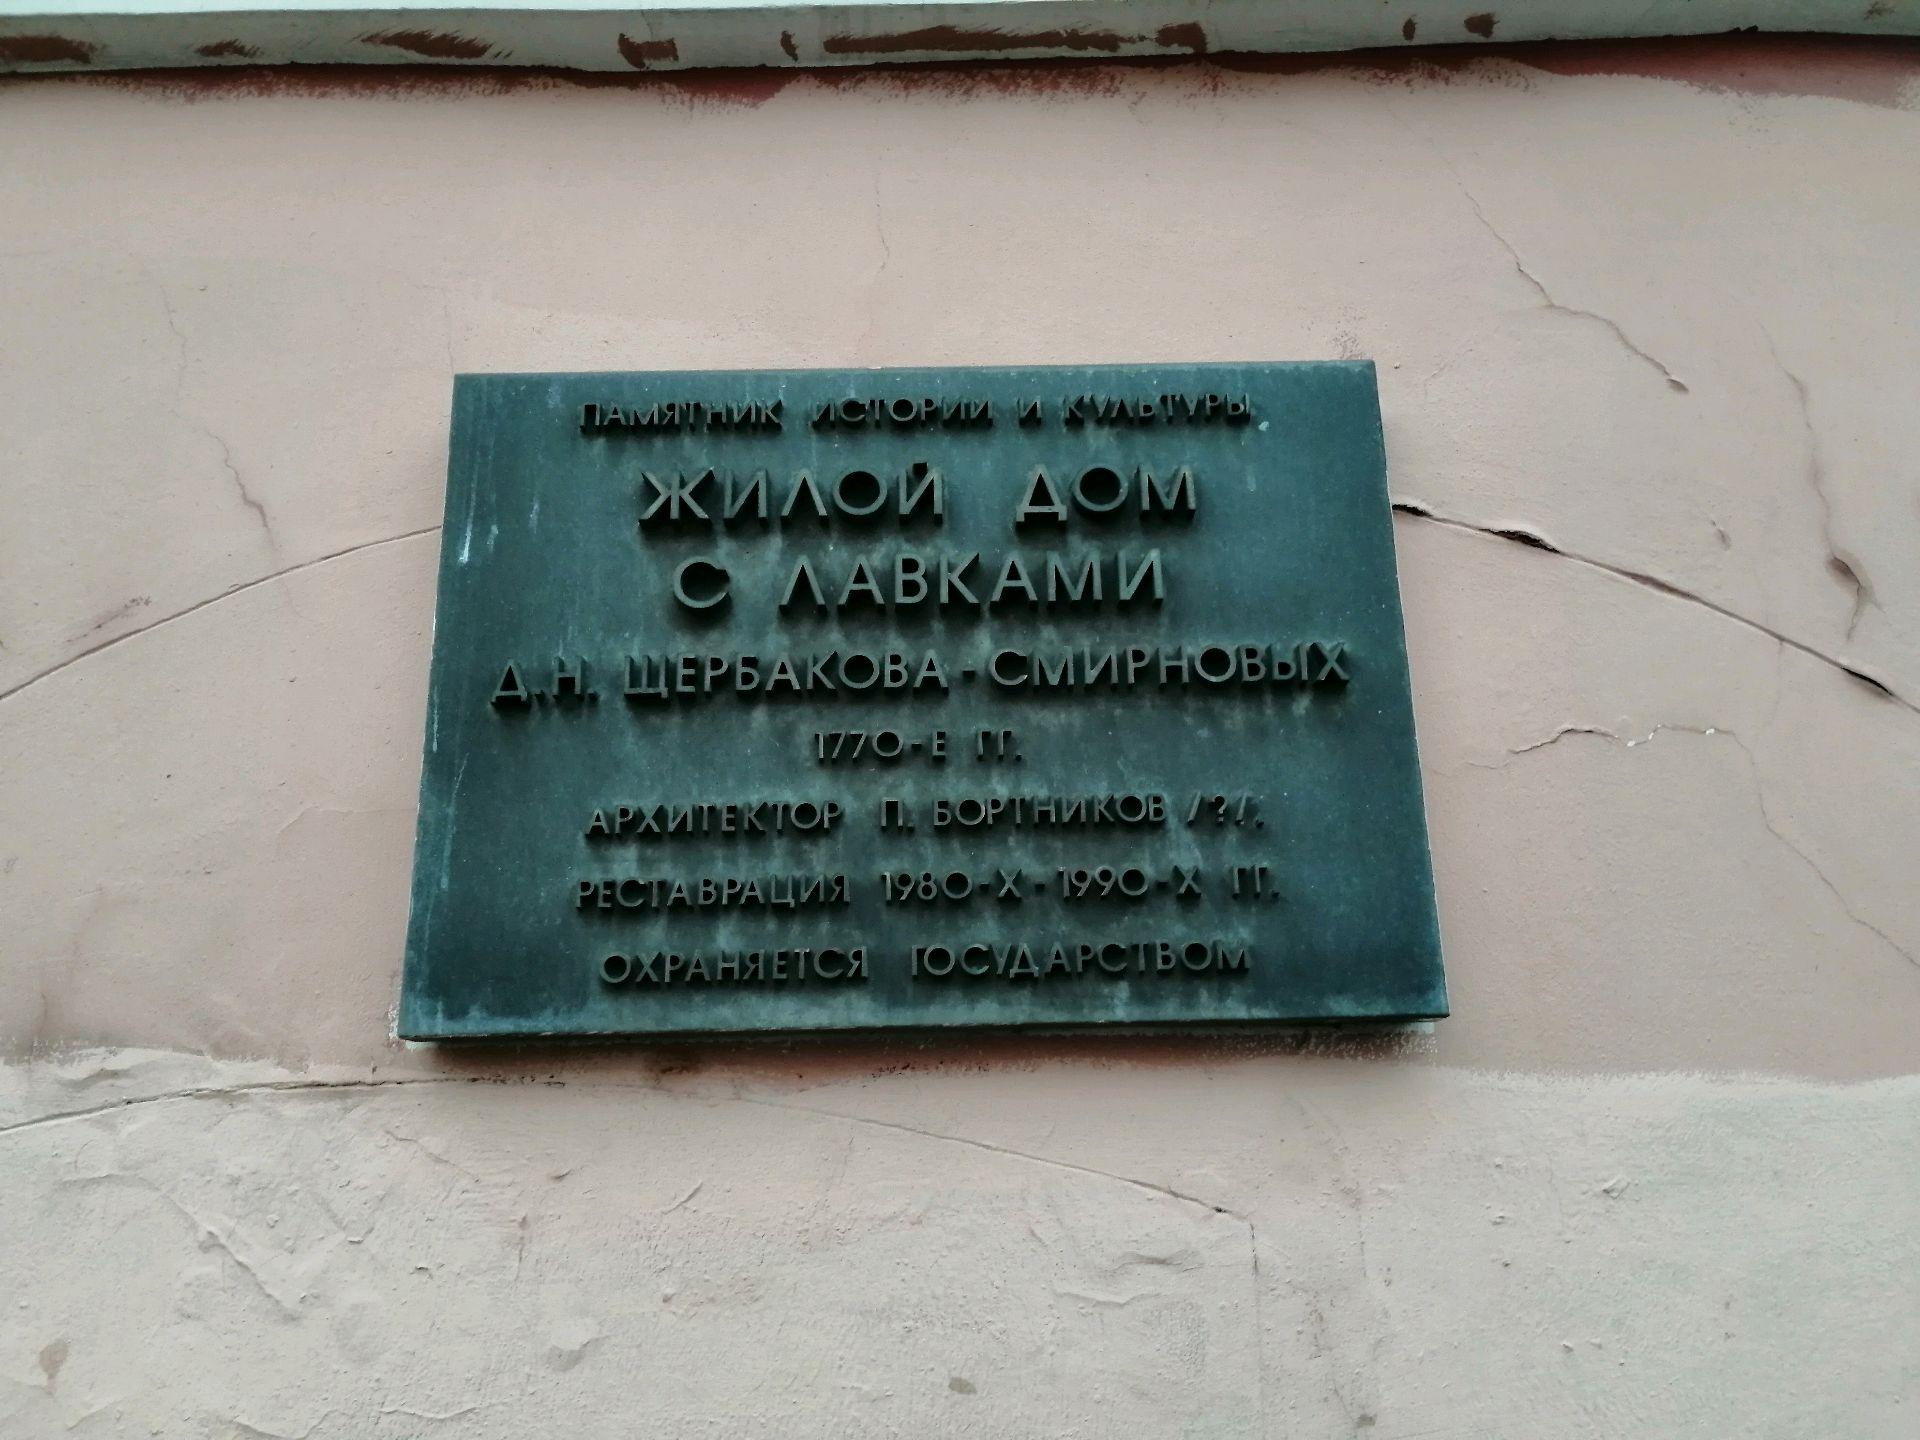 ПАМЯТНИК ИСТОРИИ И КУЛЬТУРЫ
ЖИЛОЙ ДОМ
С ЛАВКАМИ
Д.Н. ЩЕРБАКОВА-СМИРНОВЫХ
1770-Е ГГ.
АРХИТЕКТОР П. БОРТНИКОВ /?/.
РЕСТАВРАЦИЯ 1980-Х-1990-Х ГГ.
ОХРАНЯЕТСЯ ГОСУДАРСТВОМ